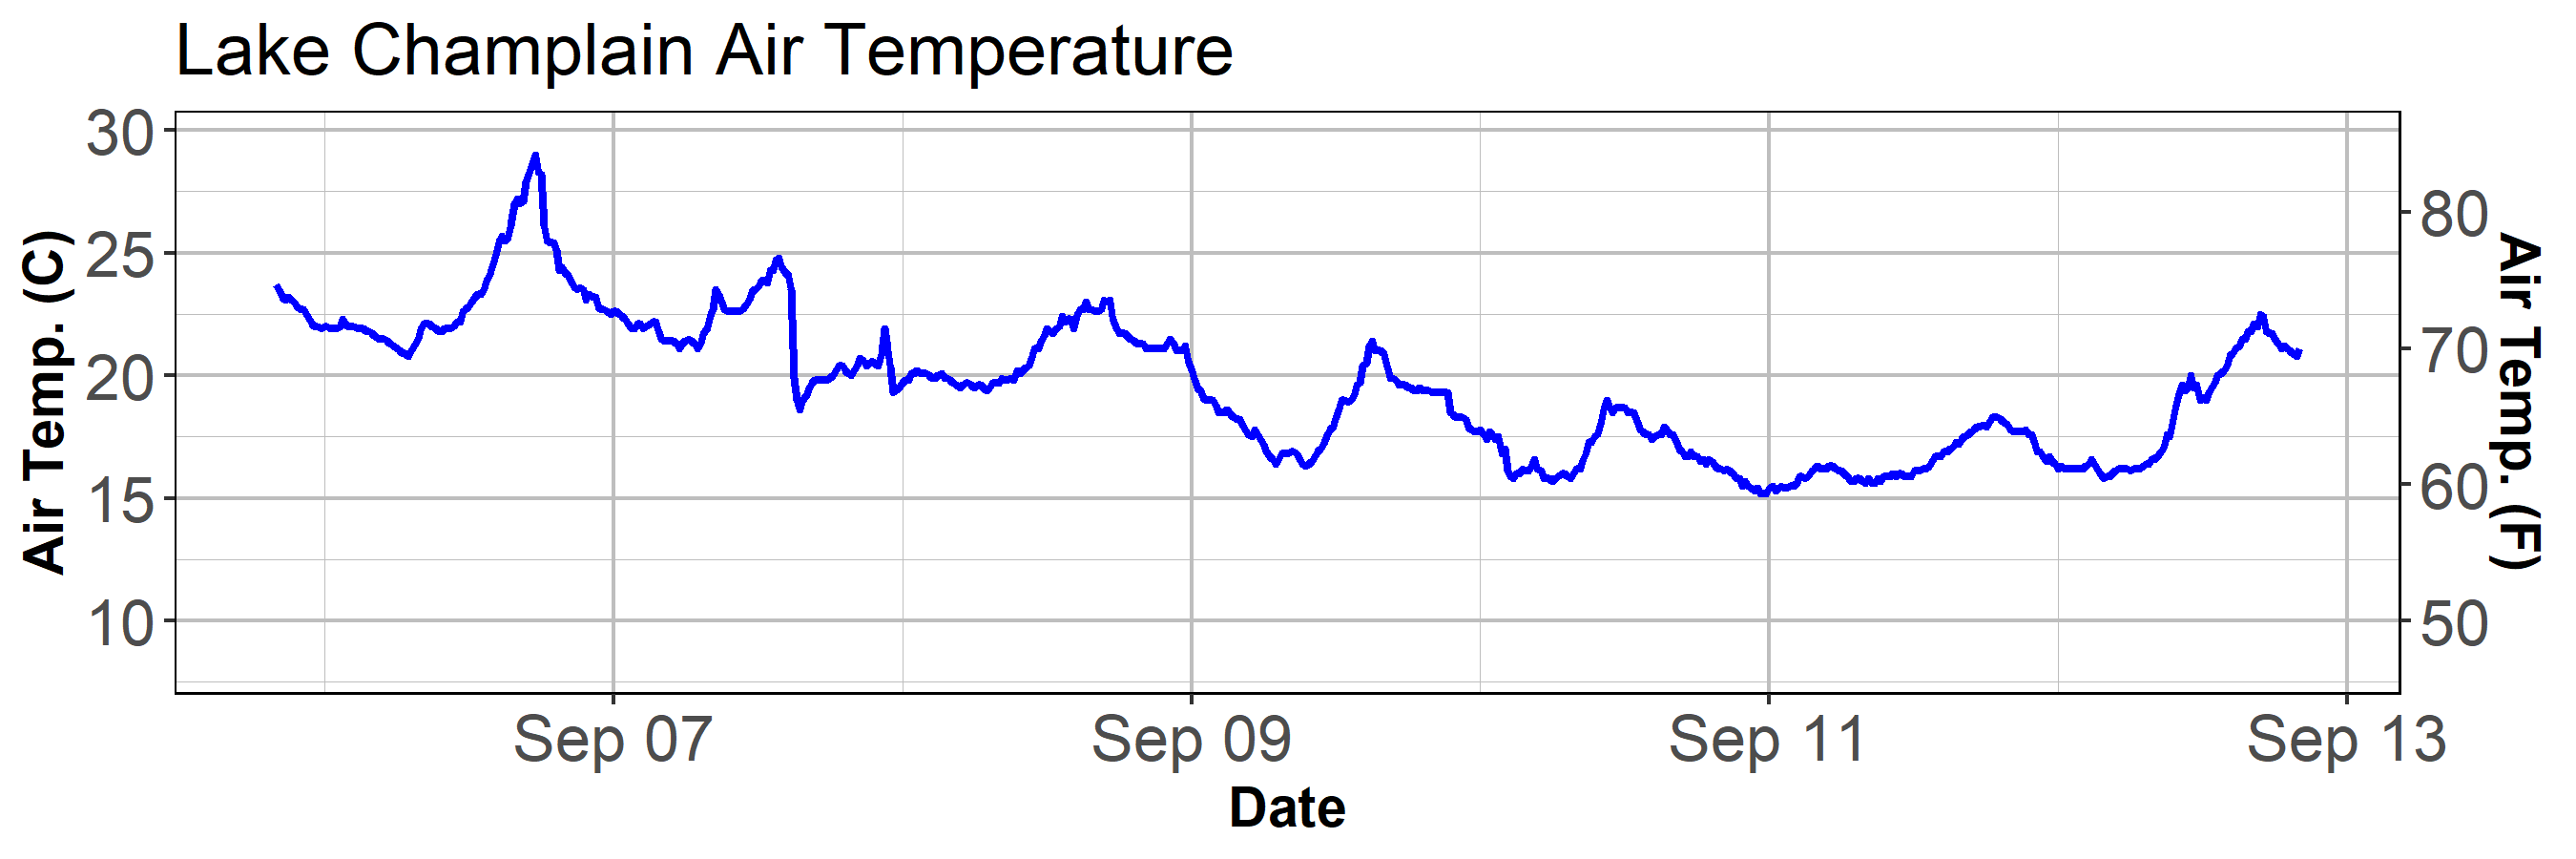 Lake Champlain Air Temperature
30
25
20
15
10
Air Temp. (C)
80
70
60
50
Air Temp. (F)
Sep 07
Sep 09
Sep 11
Sep 13
Date